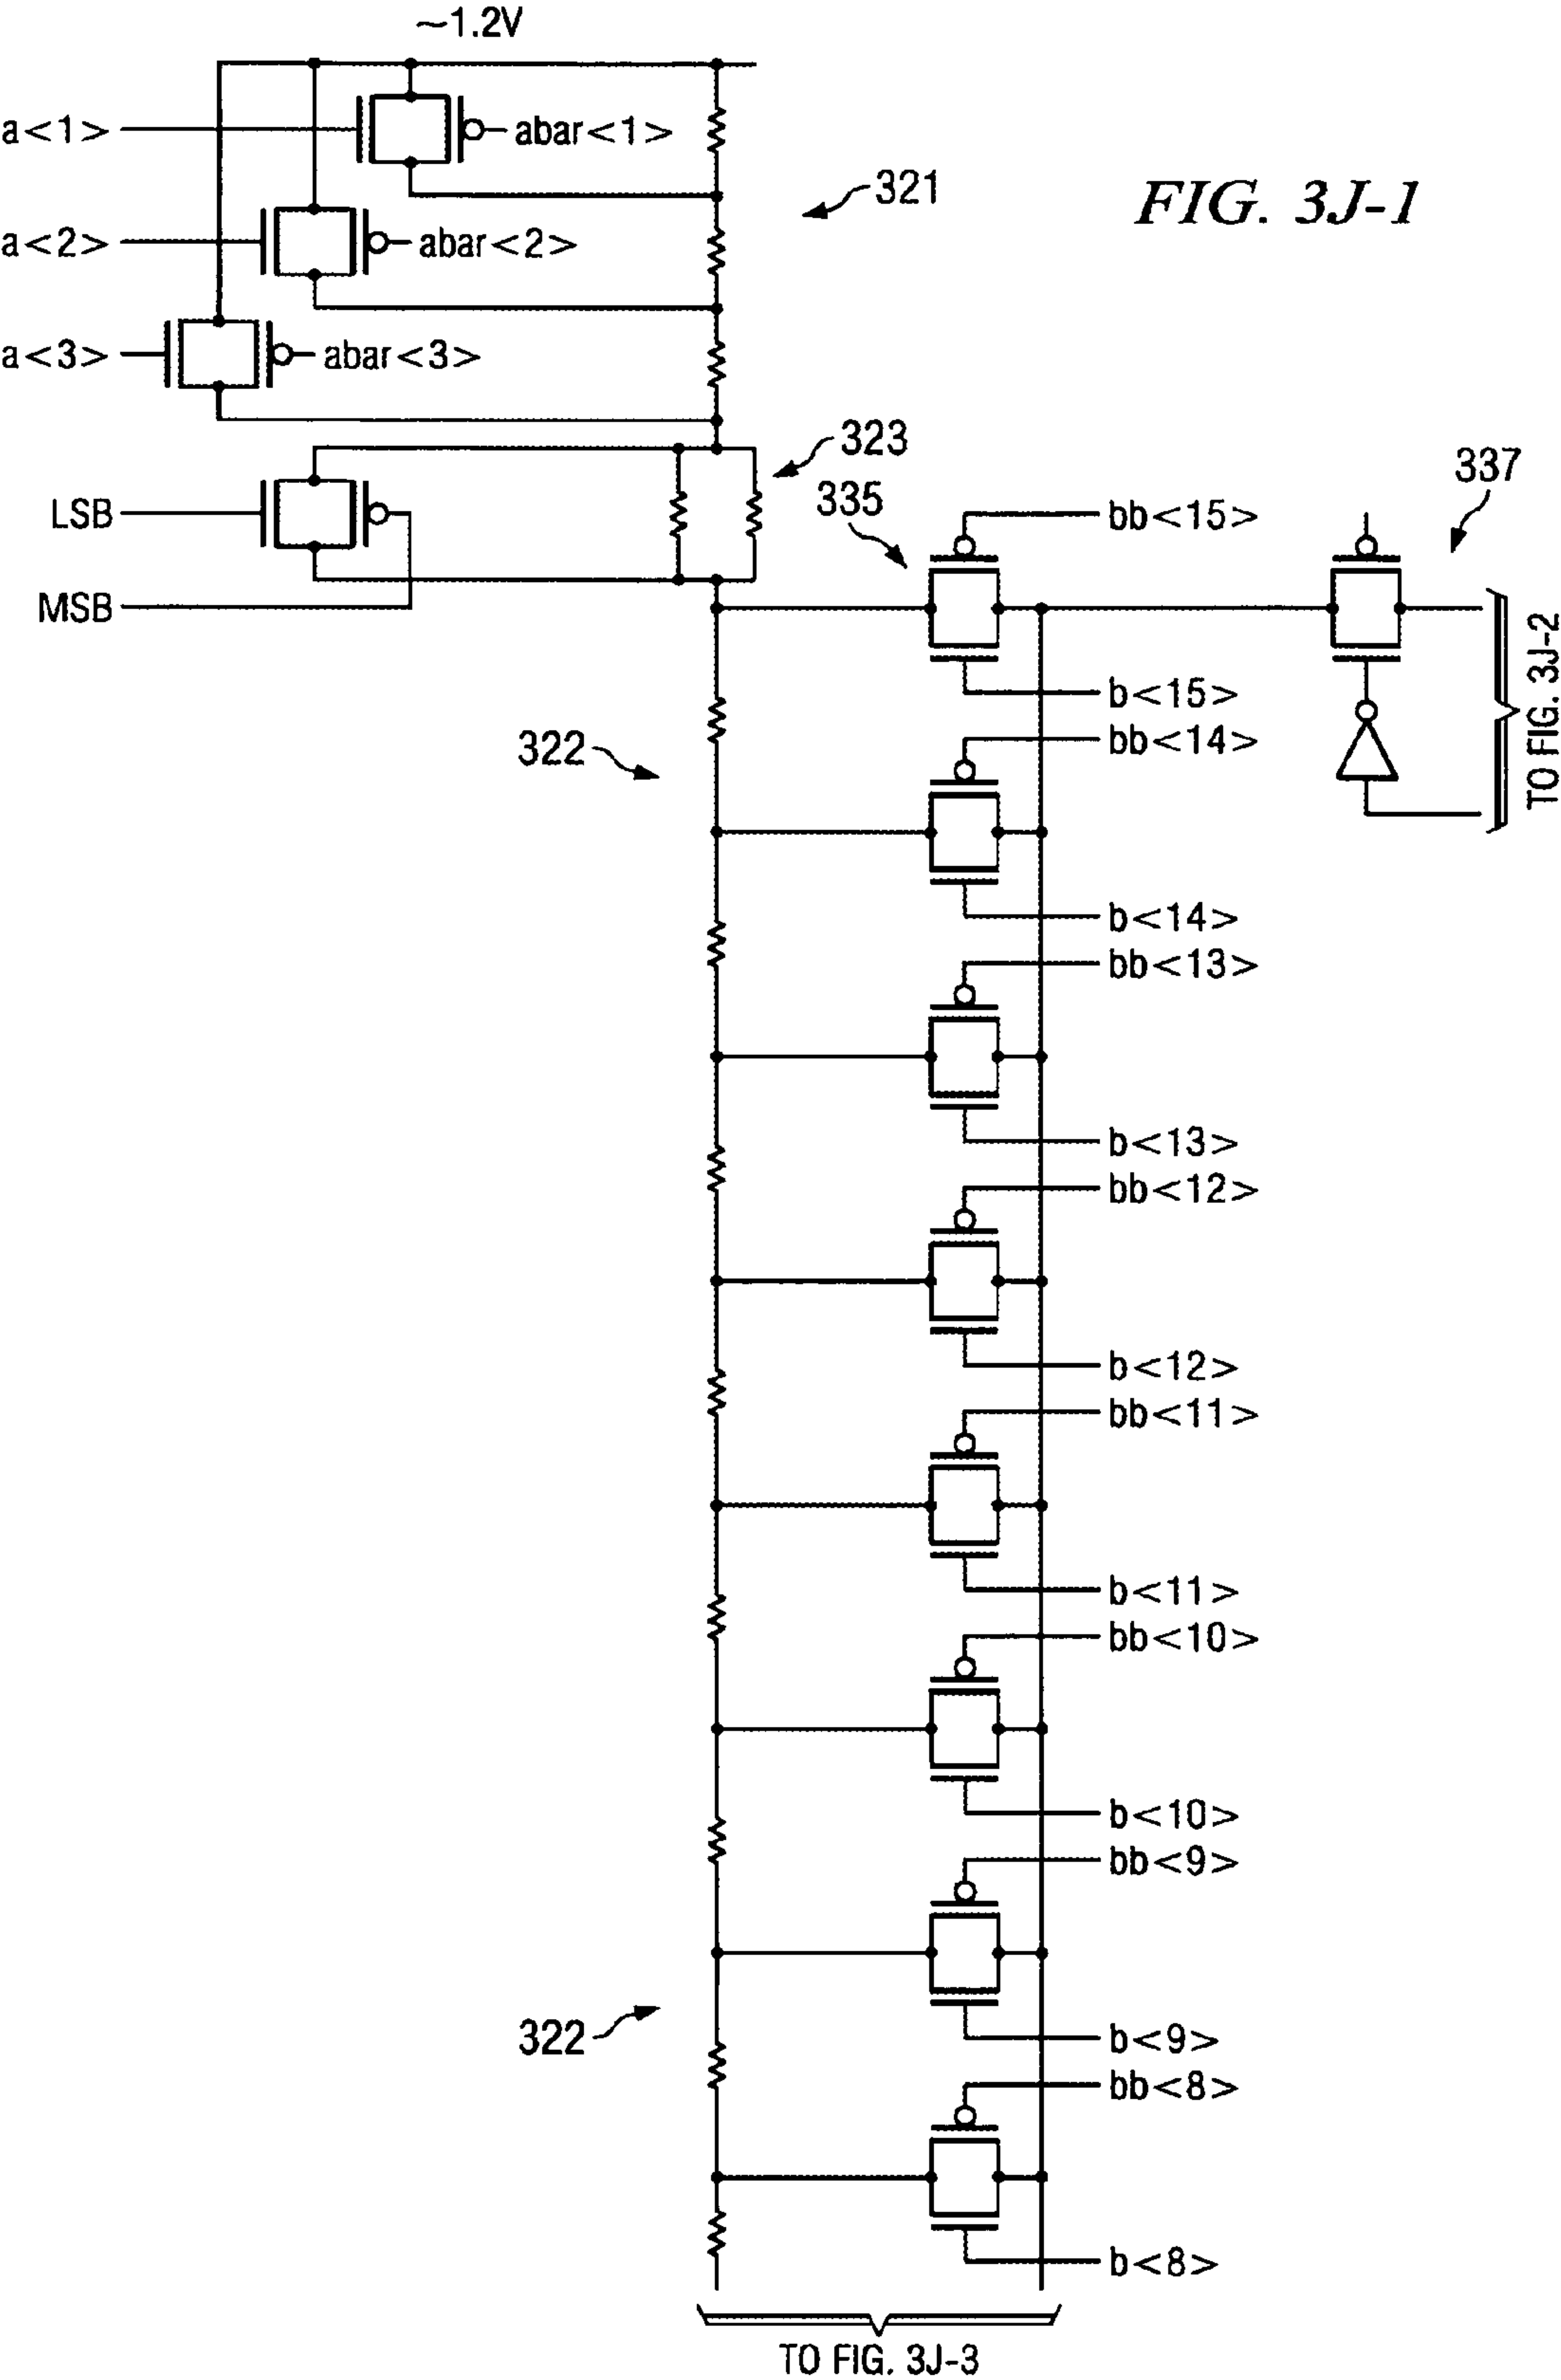 ~1.2V
a<1>
abar<1>
321
FIG. 3J-1
a<2>
abar<2>
a<3>
abar<3>
323
337
335
LSB
bb<15>
MSB
TO FIG. 3J-2
b<15>
322
bb<14>
b<14>
bb<13>
b<13>
bb<12>
b<12>
bb<11>
b<11>
bb<10>
b<10>
bb<9>
322
b<9>
bb<8>
b<8>
TO FIG. 3J-3